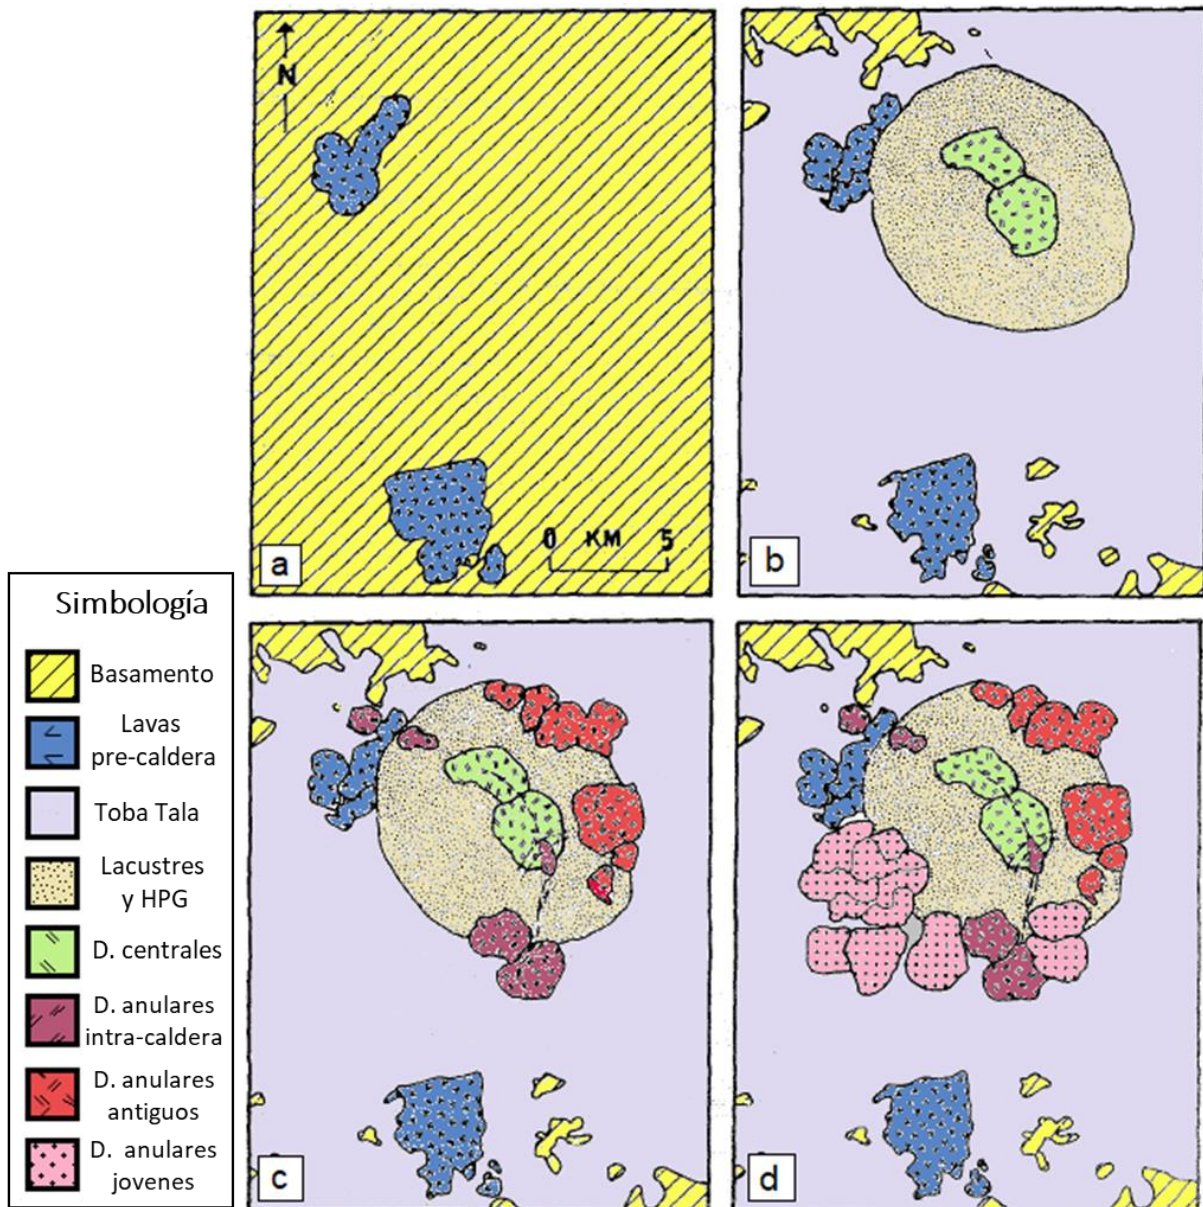 N
a
0 KM 5
b
Simbología
Basamento
Lavas
pre-caldera
Toba Tala
Lacustres
y HPG
D. centrales
D. anulares
intra-caldera
D. anulares
antiguos
D. anulares
jovenes
c
d